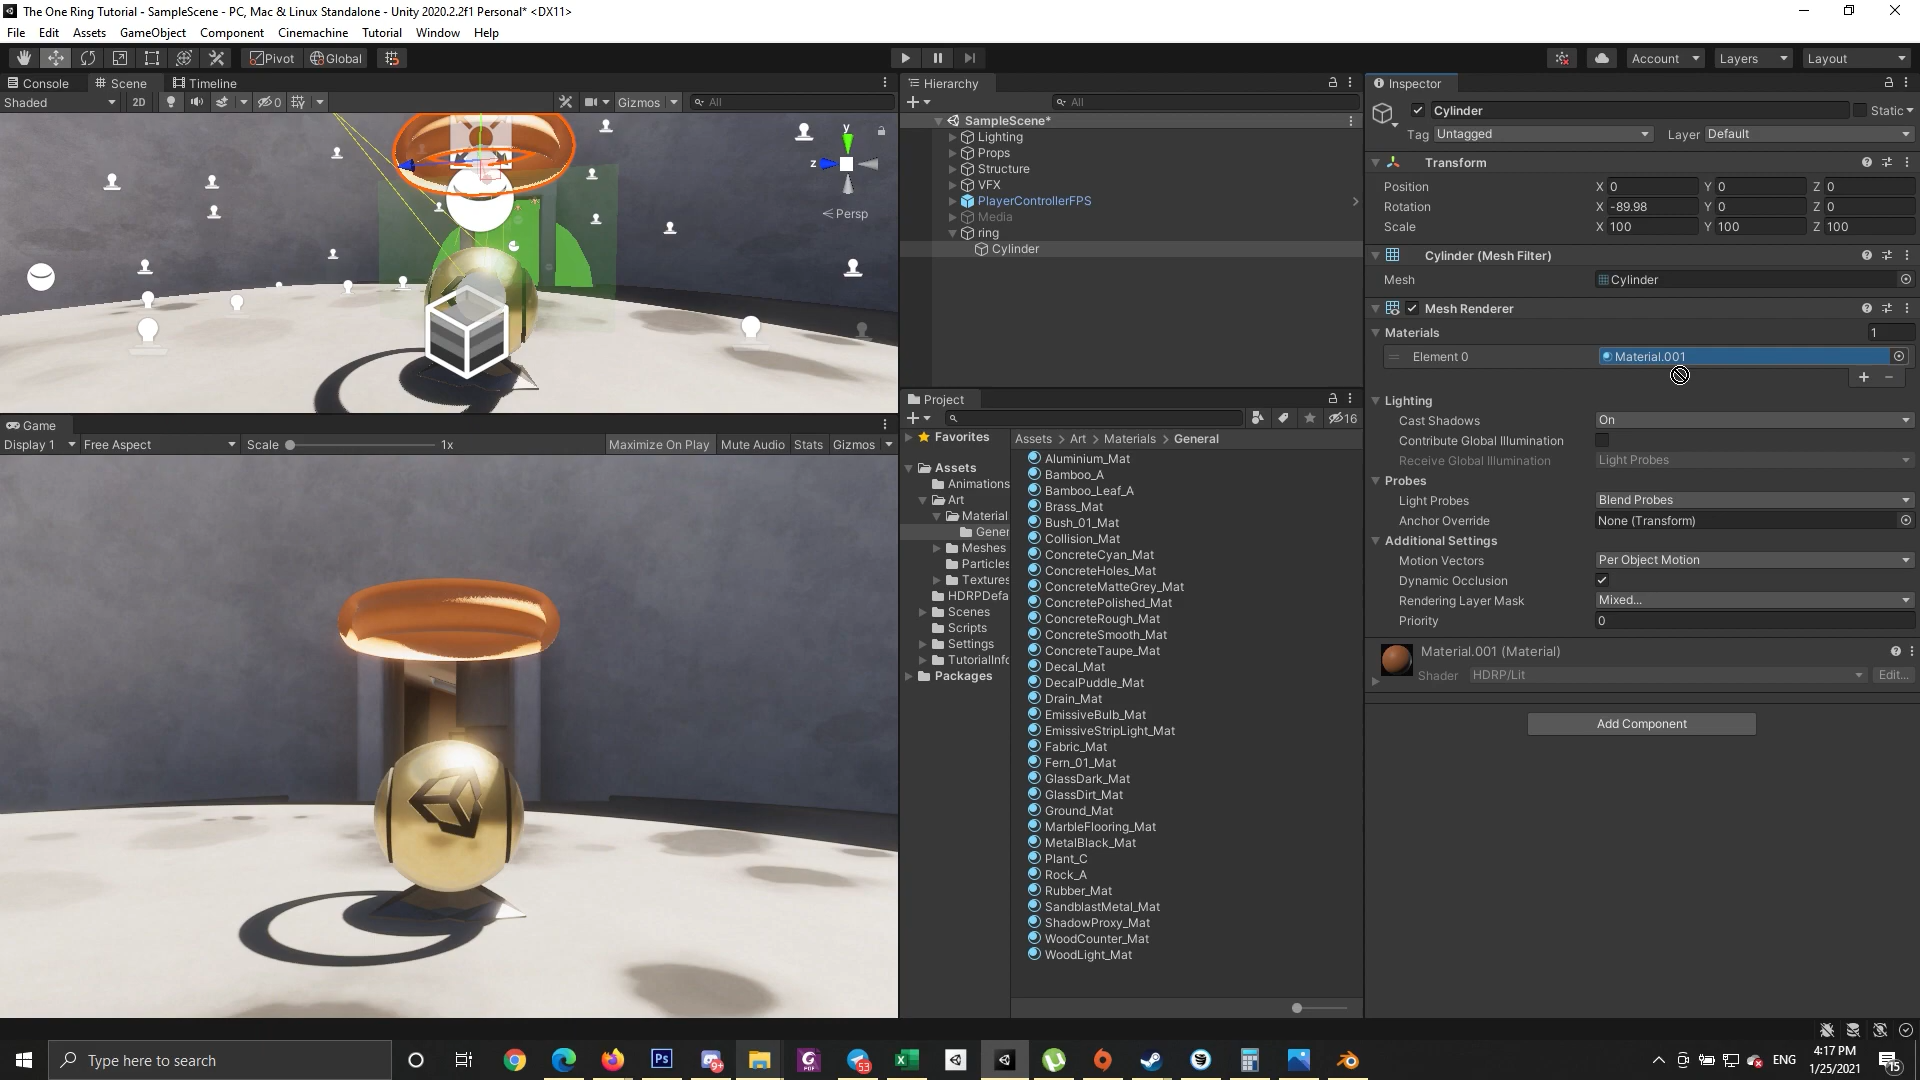 The One Ring Tutorial - SampleScene - PC, Mac & Linux Standalone - Unity 2020.2.2f1 Personal* <DX11>
File Edit Assets GameObject Component Cinemachine Tutorial Window Help
Pivot Global Account Layers Layout
Console Scene Timeline
Shaded 2D Gizmos All
y
z
Persp
Game
Display 1 Free Aspect Scale 1x Maximize On Play Mute Audio Stats Gizmos
Hierarchy
All
SampleScene*
Lighting
Props
Structure
VFX
PlayerControllerFPS
Media
ring
Cylinder
Project
16
Favorites
Assets
Animations
Art
Material
Gener
Meshes
Particles
Textures
HDRPDefa
Scenes
Scripts
Settings
TutorialInfo
Packages
Assets > Art > Materials > General
Aluminium_Mat
Bamboo_A
Bamboo_Leaf_A
Brass_Mat
Bush_01_Mat
Collision_Mat
ConcreteCyan_Mat
ConcreteHoles_Mat
ConcreteMatteGrey_Mat
ConcretePolished_Mat
ConcreteRough_Mat
ConcreteSmooth_Mat
ConcreteTaupe_Mat
Decal_Mat
DecalPuddle_Mat
Drain_Mat
EmissiveBulb_Mat
EmissiveStripLight_Mat
Fabric_Mat
Fern_01_Mat
GlassDark_Mat
GlassDirt_Mat
Ground_Mat
MarbleFlooring_Mat
MetalBlack_Mat
Plant_C
Rock_A
Rubber_Mat
SandblastMetal_Mat
ShadowProxy_Mat
WoodCounter_Mat
WoodLight_Mat
Inspector
Cylinder Static
Tag Untagged Layer Default
Transform
Position X 0 Y 0 Z 0
Rotation X -89.98 Y 0 Z 0
Scale X 100 Y 100 Z 100
Cylinder (Mesh Filter)
Mesh Cylinder
Mesh Renderer
Materials 1
Element 0 Material.001
Lighting
Cast Shadows On
Contribute Global Illumination
Receive Global Illumination Light Probes
Probes
Light Probes Blend Probes
Anchor Override None (Transform)
Additional Settings
Motion Vectors Per Object Motion
Dynamic Occlusion
Rendering Layer Mask Mixed...
Priority 0
Material.001 (Material)
Shader HDRP/Lit Edit...
Add Component
Type here to search
Ps
9+
PDF
53
ENG
4:17 PM
1/25/2021
15